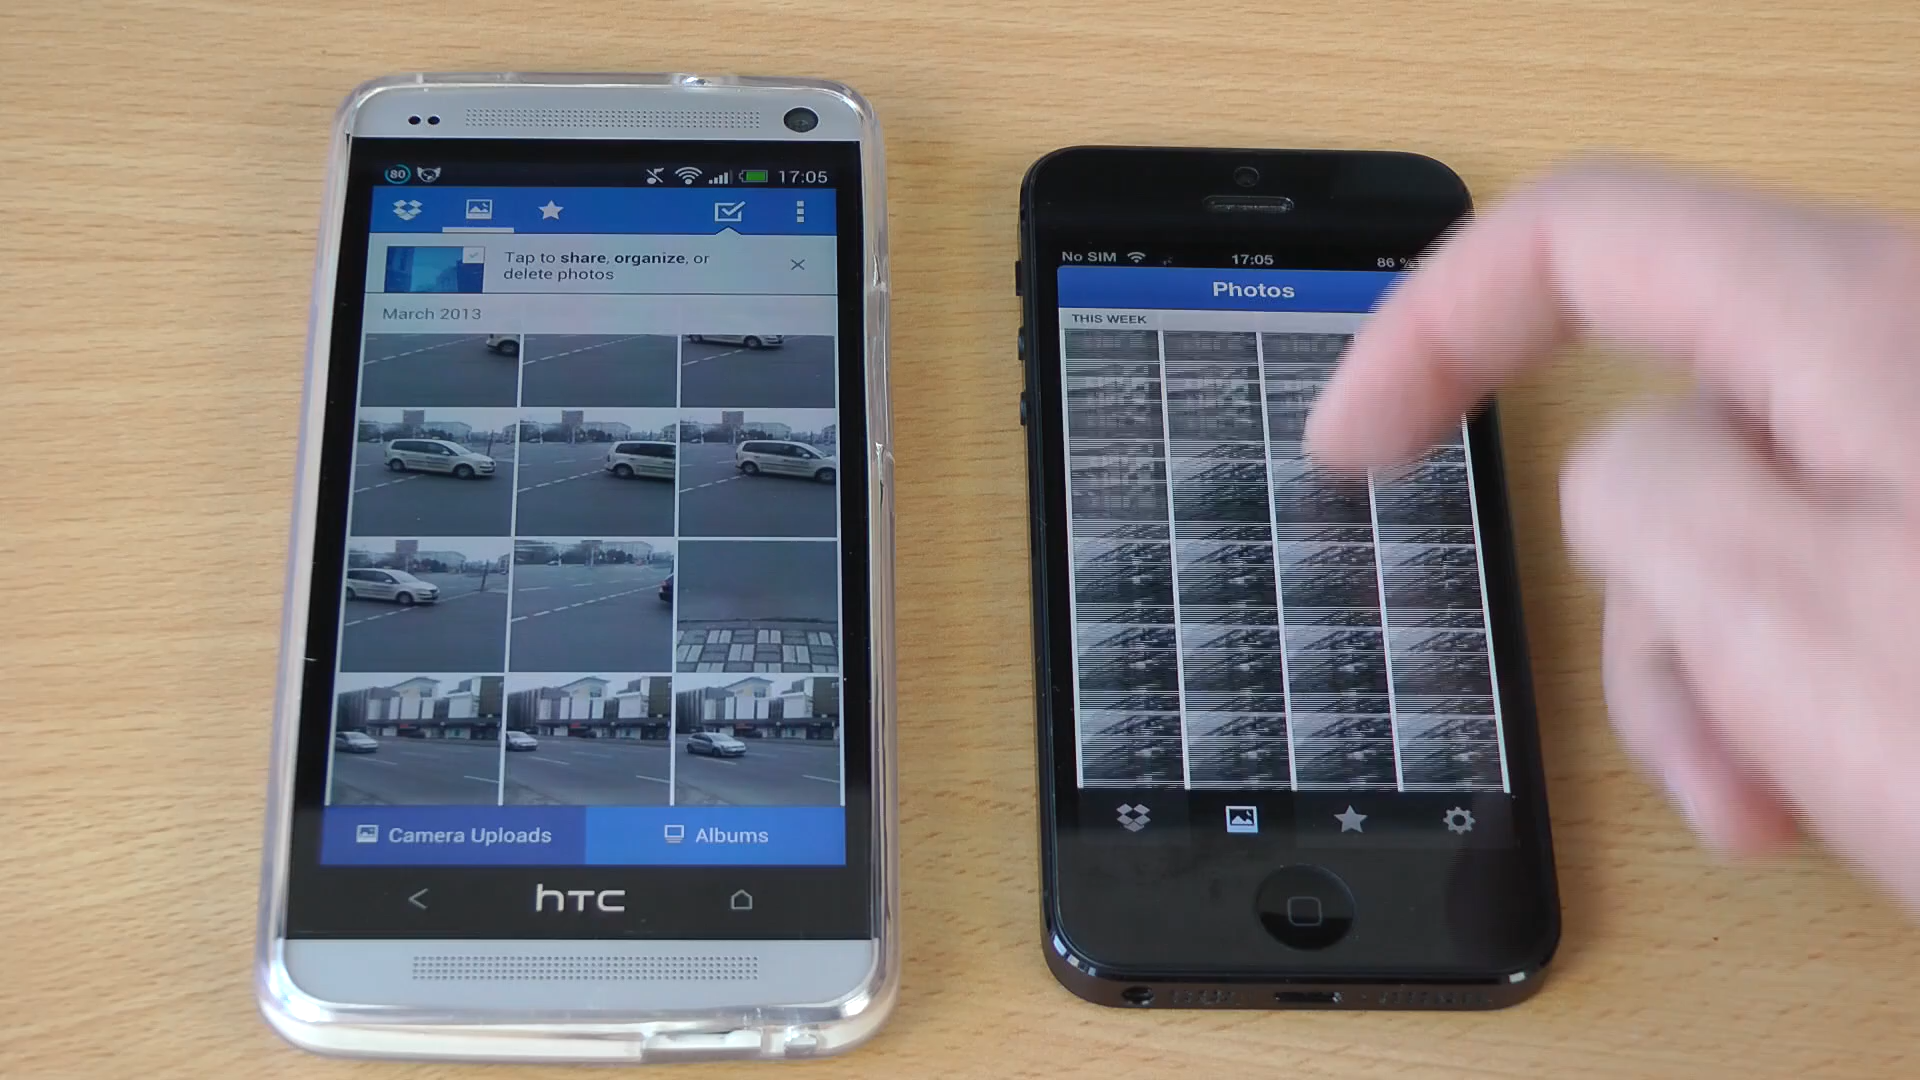 80
17:05
Tap to share, organize, or
delete photos
March 2013
Camera Uploads
Albums
hTC
No SIM
17:05
86 %
Photos
THIS WEEK